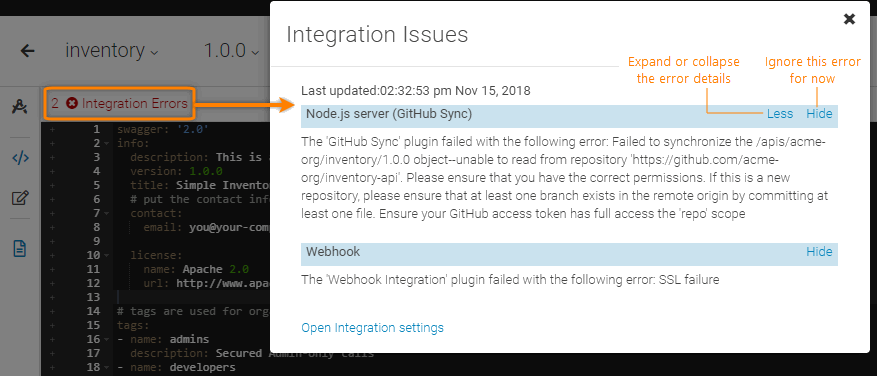 inventory
1.0.0
2 Integration Errors
1 swagger: '2.0'
2 info:
3 description: This is
4 version: 1.0.0
5 title: Simple Invento
6 # put the contact inf
7 contact:
8 email: you@your-com
9
10 license:
11 name: Apache 2.0
12 url: http://www.apa
13
14 # tags are used for org
15 tags:
16 - name: admins
17 description: Secured Admin-only calls
18 - name: developers
Integration Issues
Expand or collapse
the error details
Ignore this error
for now
Last updated:02:32:53 pm Nov 15, 2018
Node.js server (GitHub Sync) Less Hide
The 'GitHub Sync' plugin failed with the following error: Failed to synchronize the /apis/acme-
org/inventory/1.0.0 object--unable to read from repository 'https://github.com/acme-
org/inventory-api'. Please ensure that you have the correct permissions. If this is a new
repository, please ensure that at least one branch exists in the remote origin by committing at
least one file. Ensure your GitHub access token has full access the 'repo' scope
Webhook Hide
The 'Webhook Integration' plugin failed with the following error: SSL failure
Open Integration settings